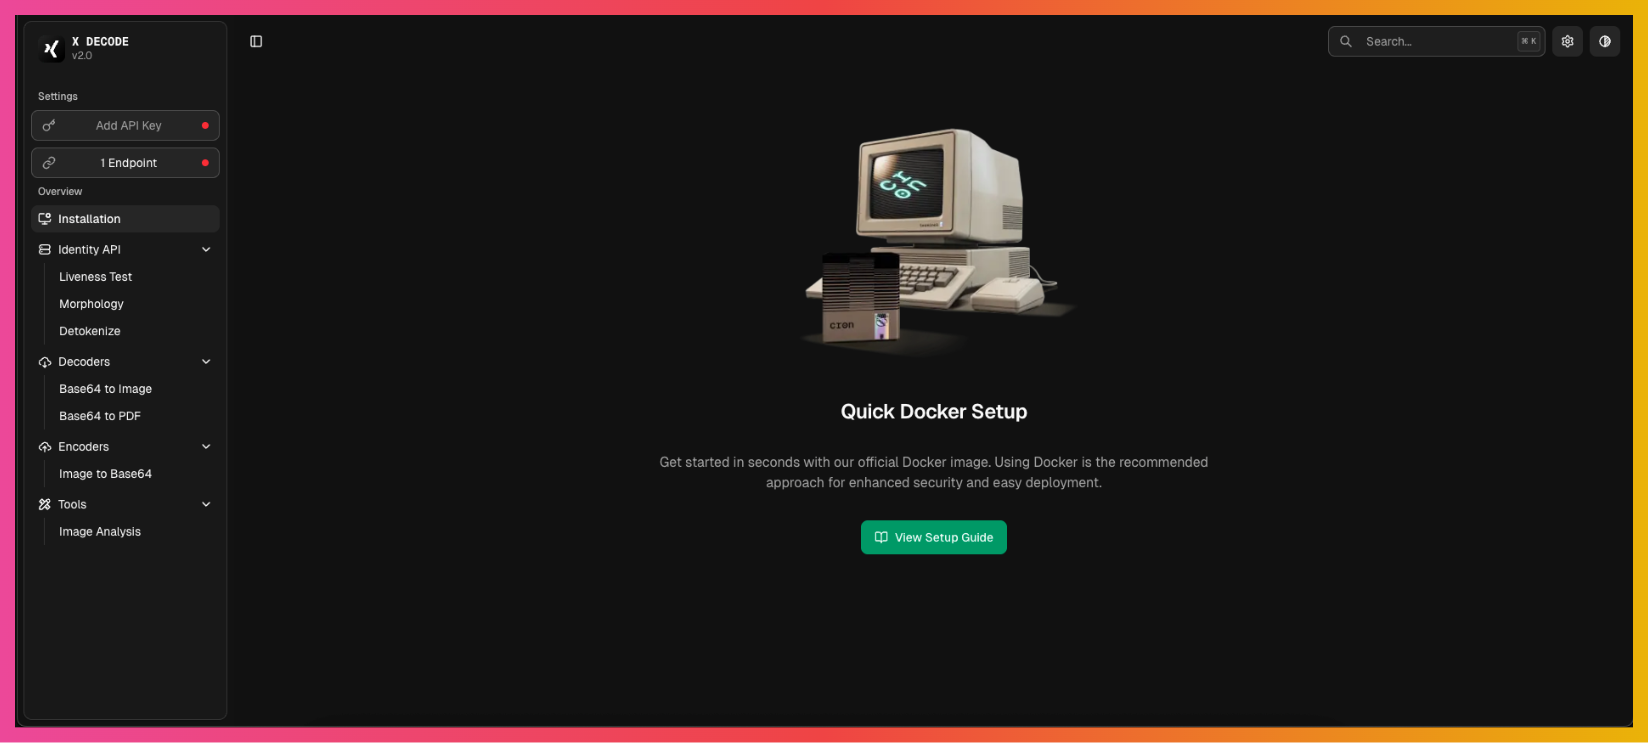 X DECODE
v2.0
Search...
⌘ K
Settings
Add API Key
1 Endpoint
Overview
Installation
Identity API
Liveness Test
Morphology
Detokenize
Decoders
Base64 to Image
Base64 to PDF
Encoders
Image to Base64
Tools
Image Analysis
cron
Quick Docker Setup
Get started in seconds with our official Docker image. Using Docker is the recommended
approach for enhanced security and easy deployment.
View Setup Guide